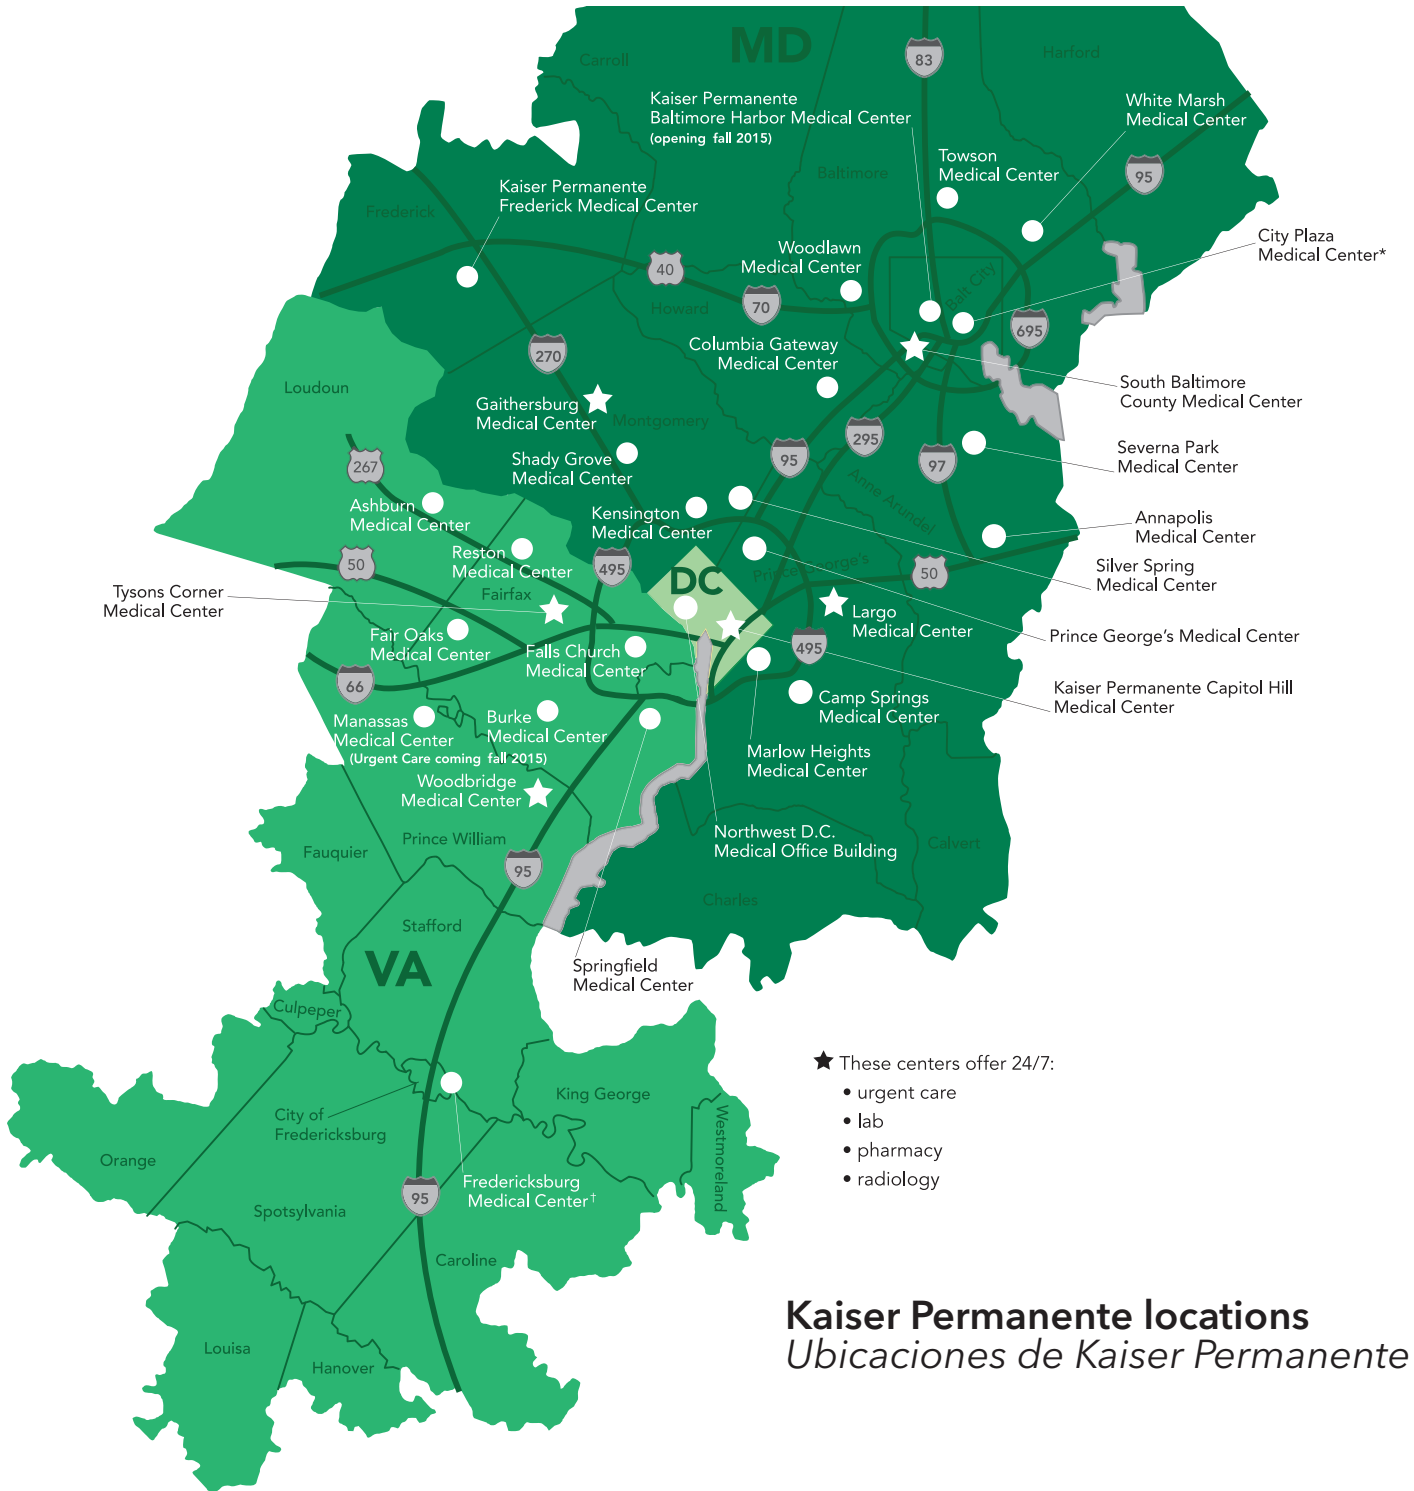 MD
Carroll
Harford
83
Kaiser Permanente
Baltimore Harbor Medical Center
(opening fall 2015)
White Marsh
Medical Center
Baltimore
Towson
Medical Center
95
Kaiser Permanente
Frederick Medical Center
Frederick
City Plaza
Medical Center*
Woodlawn
Medical Center
40
Howard
70
Balt City
695
Columbia Gateway
Medical Center
270
Loudoun
South Baltimore
County Medical Center
Gaithersburg
Medical Center
Montgomery
295
95
97
Severna Park
Medical Center
Shady Grove
Medical Center
267
Anne Arundel
Ashburn
Medical Center
Kensington
Medical Center
Annapolis
Medical Center
Reston
Medical Center
50
495
DC
Prince George's
50
Silver Spring
Medical Center
Tysons Corner
Medical Center
Fairfax
Largo
Medical Center
Fair Oaks
Medical Center
Falls Church
Medical Center
495
Prince George's Medical Center
66
Camp Springs
Medical Center
Kaiser Permanente Capitol Hill
Medical Center
Manassas
Medical Center
(Urgent Care coming fall 2015)
Burke
Medical Center
Marlow Heights
Medical Center
Woodbridge
Medical Center
Prince William
Northwest D.C.
Medical Office Building
Fauquier
95
Calvert
Charles
Stafford
VA
Springfield
Medical Center
Culpeper
★ These centers offer 24/7:
• urgent care
• lab
• pharmacy
• radiology
King George
Westmoreland
City of
Fredericksburg
Orange
Fredericksburg
Medical Center†
95
Spotsylvania
Caroline
Louisa
Hanover
Kaiser Permanente locations
Ubicaciones de Kaiser Permanente